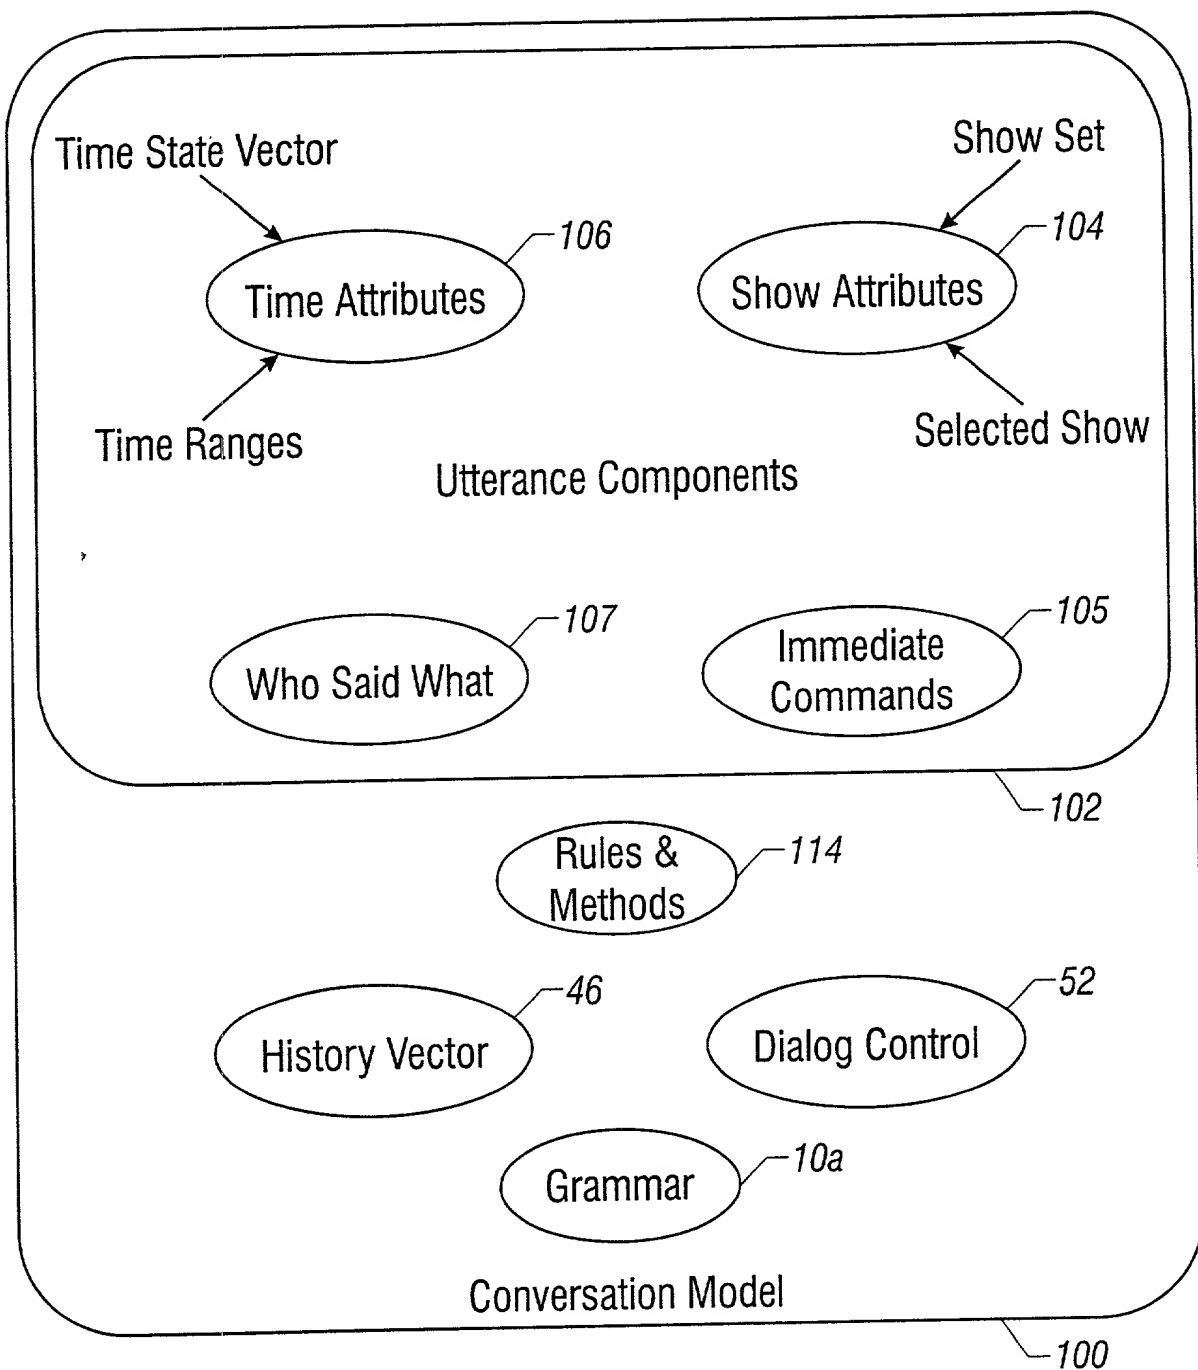 Time State Vector
Show Set
106
104
Time Attributes
Show Attributes
Time Ranges
Selected Show
Utterance Components
107
105
Who Said What
Immediate
Commands
102
Rules &
Methods
114
46
52
History Vector
Dialog Control
10a
Grammar
Conversation Model
100